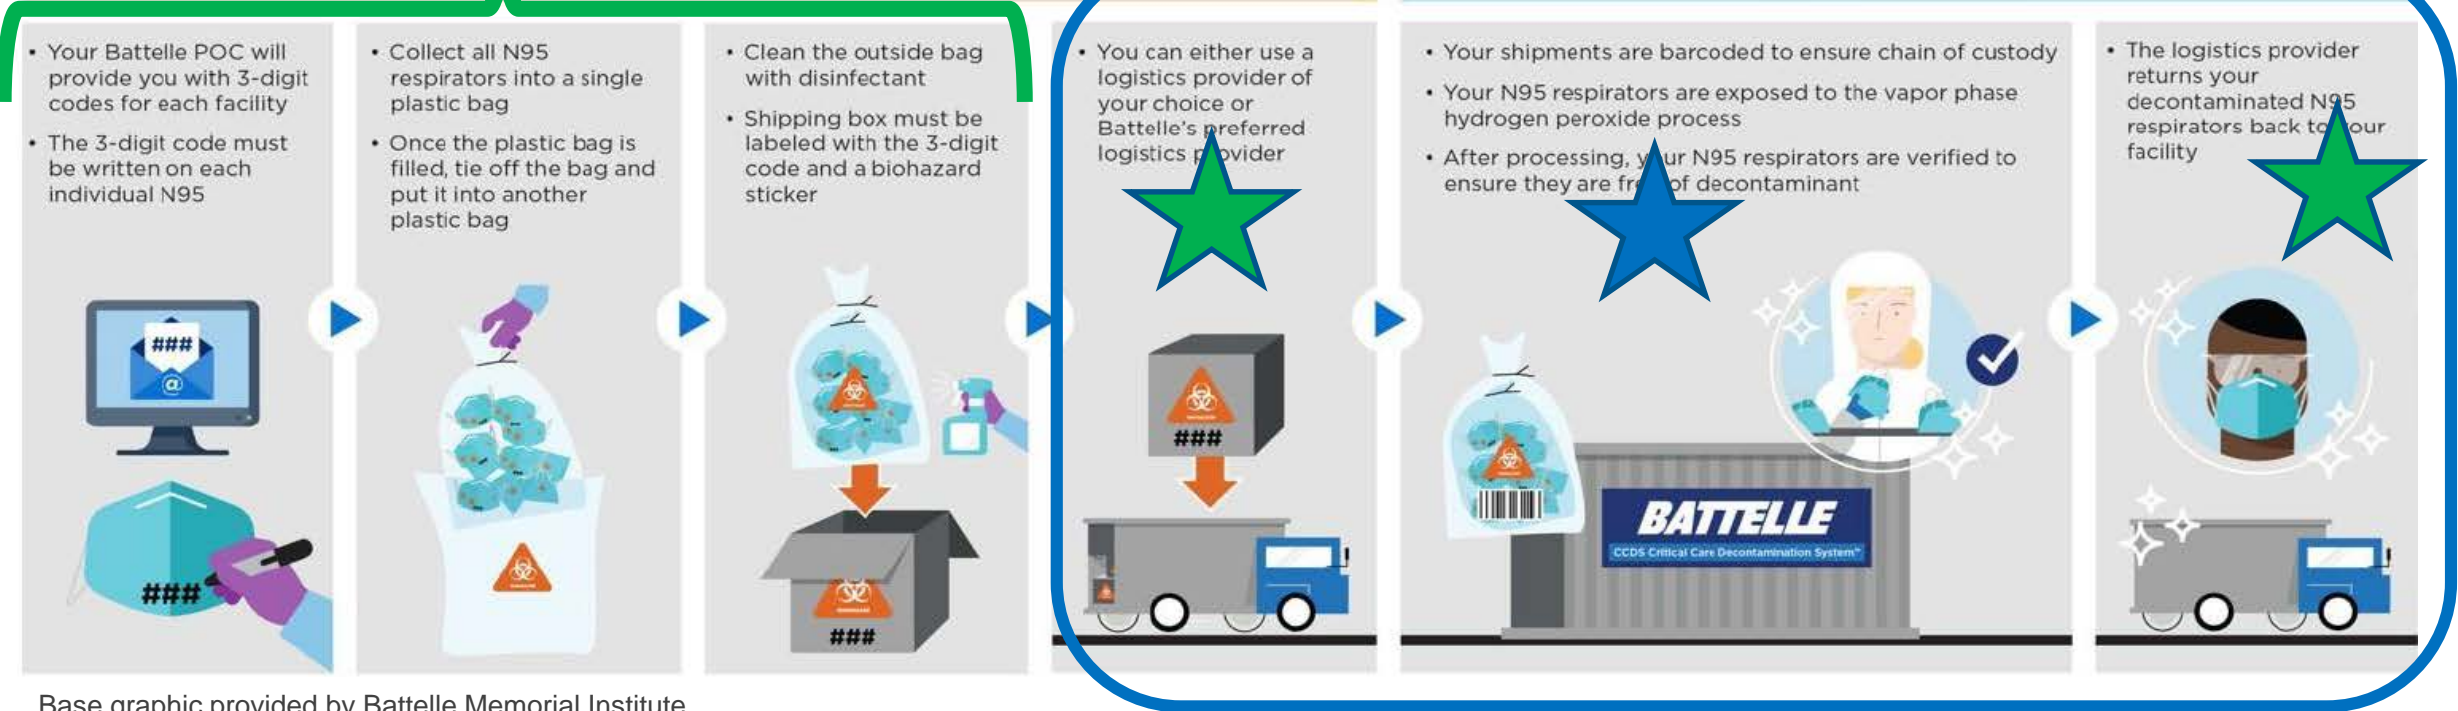 • Your Battelle POC will
provide you with 3-digit
codes for each facility
• The 3-digit code must
be written on each
individual N95
• Collect all N95
respirators into a single
plastic bag
• Once the plastic bag is
filled, tie off the bag and
put it into another
plastic bag
• Clean the outside bag
with disinfectant
• Shipping box must be
labeled with the 3-digit
code and a biohazard
sticker
• You can either use a
logistics provider of
your choice or
Battelle's preferred
logistics provider
• Your shipments are barcoded to ensure chain of custody
• Your N95 respirators are exposed to the vapor phase
hydrogen peroxide process
• After processing, your N95 respirators are verified to
ensure they are free of decontaminant
• The logistics provider
returns your
decontaminated N95
respirators back to your
facility
###
@
###
###
###
BATTELLE
CCDS Critical Care Decontamination System™
Base graphic provided by Battelle Memorial Institute